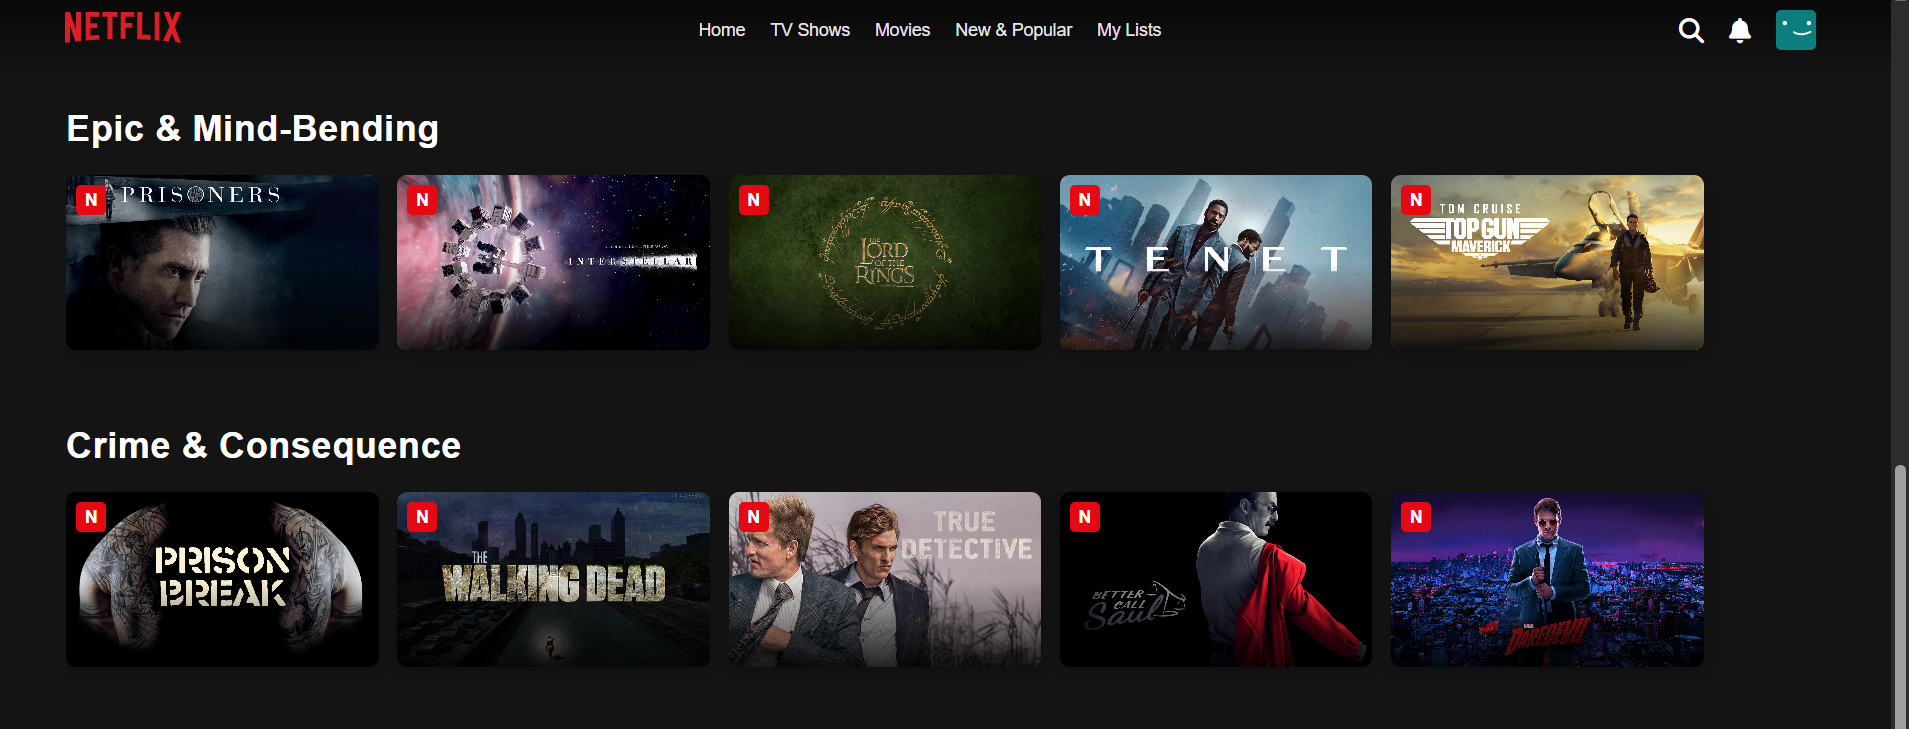 NETFLIX
Home TV Shows Movies New & Popular My Lists
Epic & Mind-Bending
N
PRISONERS
N
INTERSTELLAR
N
THE
LORD
OF THE
RINGS
N
TENET
N
TOM CRUISE
TOP GUN
MAVERICK
Crime & Consequence
N
PRISON
BREAK
N
THE
WALKING DEAD
N
TRUE
DETECTIVE
N
BETTER
CALL
Saul
N
DAREDEVIL